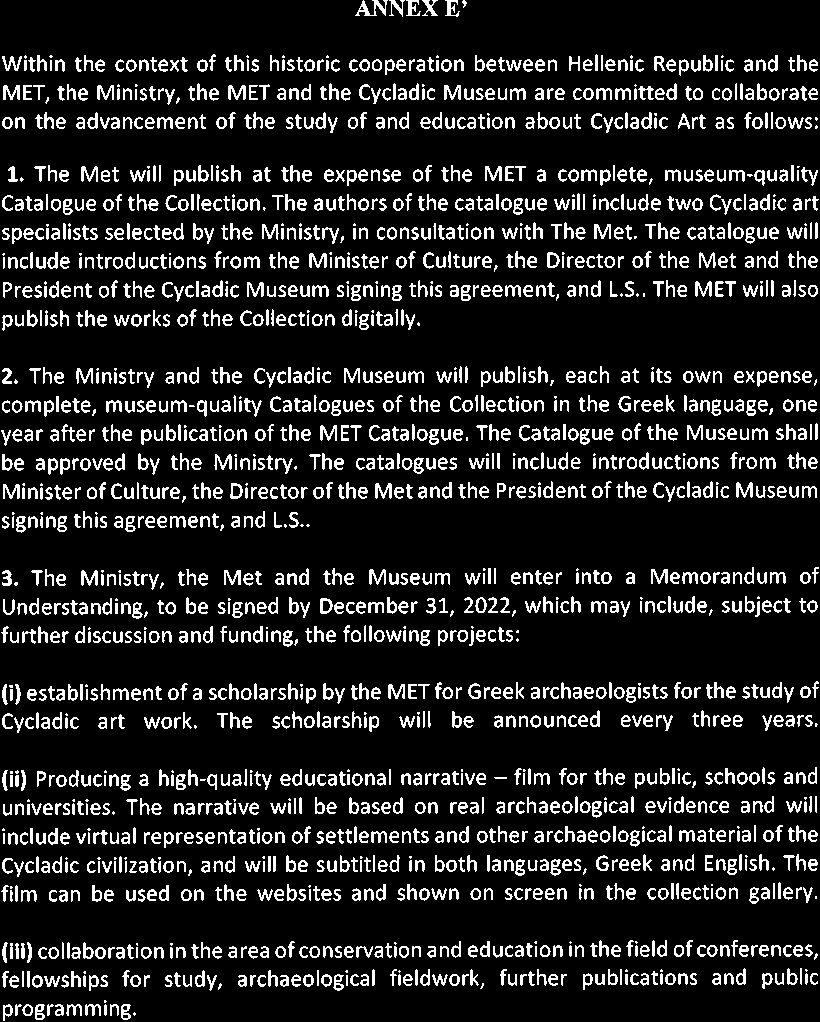 ANNEX E'
Within the context of this historic cooperation between Hellenic Republic and the
MET, the Ministry, the MET and the Cycladic Museum are committed to collaborate
on the advancement of the study of and education about Cycladic Art as follows:
1. The Met will publish at the expense of the MET a complete, museum-quality
Catalogue of the Collection. The authors of the catalogue will include two Cycladic art
specialists selected by the Ministry, in consultation with The Met. The catalogue will
include introductions from the Minister of Culture, the Director of the Met and the
President of the Cycladic Museum signing this agreement, and L.S.. The MET will also
publish the works of the Collection digitally.
2. The Ministry and the Cycladic Museum will publish, each at its own expense,
complete, museum-quality Catalogues of the Collection in the Greek language, one
year after the publication of the MET Catalogue. The Catalogue of the Museum shall
be approved by the Ministry. The catalogues will include introductions from the
Minister of Culture, the Director of the Met and the President of the Cycladic Museum
signing this agreement, and L.S..
3. The Ministry, the Met and the Museum will enter into a Memorandum of
Understanding, to be signed by December 31, 2022, which may include, subject to
further discussion and funding, the following projects:
(i) establishment of a scholarship by the MET for Greek archaeologists for the study of
Cycladic art work. The scholarship will be announced every three years.
(ii) Producing a high-quality educational narrative – film for the public, schools and
universities. The narrative will be based on real archaeological evidence and will
include virtual representation of settlements and other archaeological material of the
Cycladic civilization, and will be subtitled in both languages, Greek and English. The
film can be used on the websites and shown on screen in the collection gallery.
(iii) collaboration in the area of conservation and education in the field of conferences,
fellowships for study, archaeological fieldwork, further publications and public
programming.